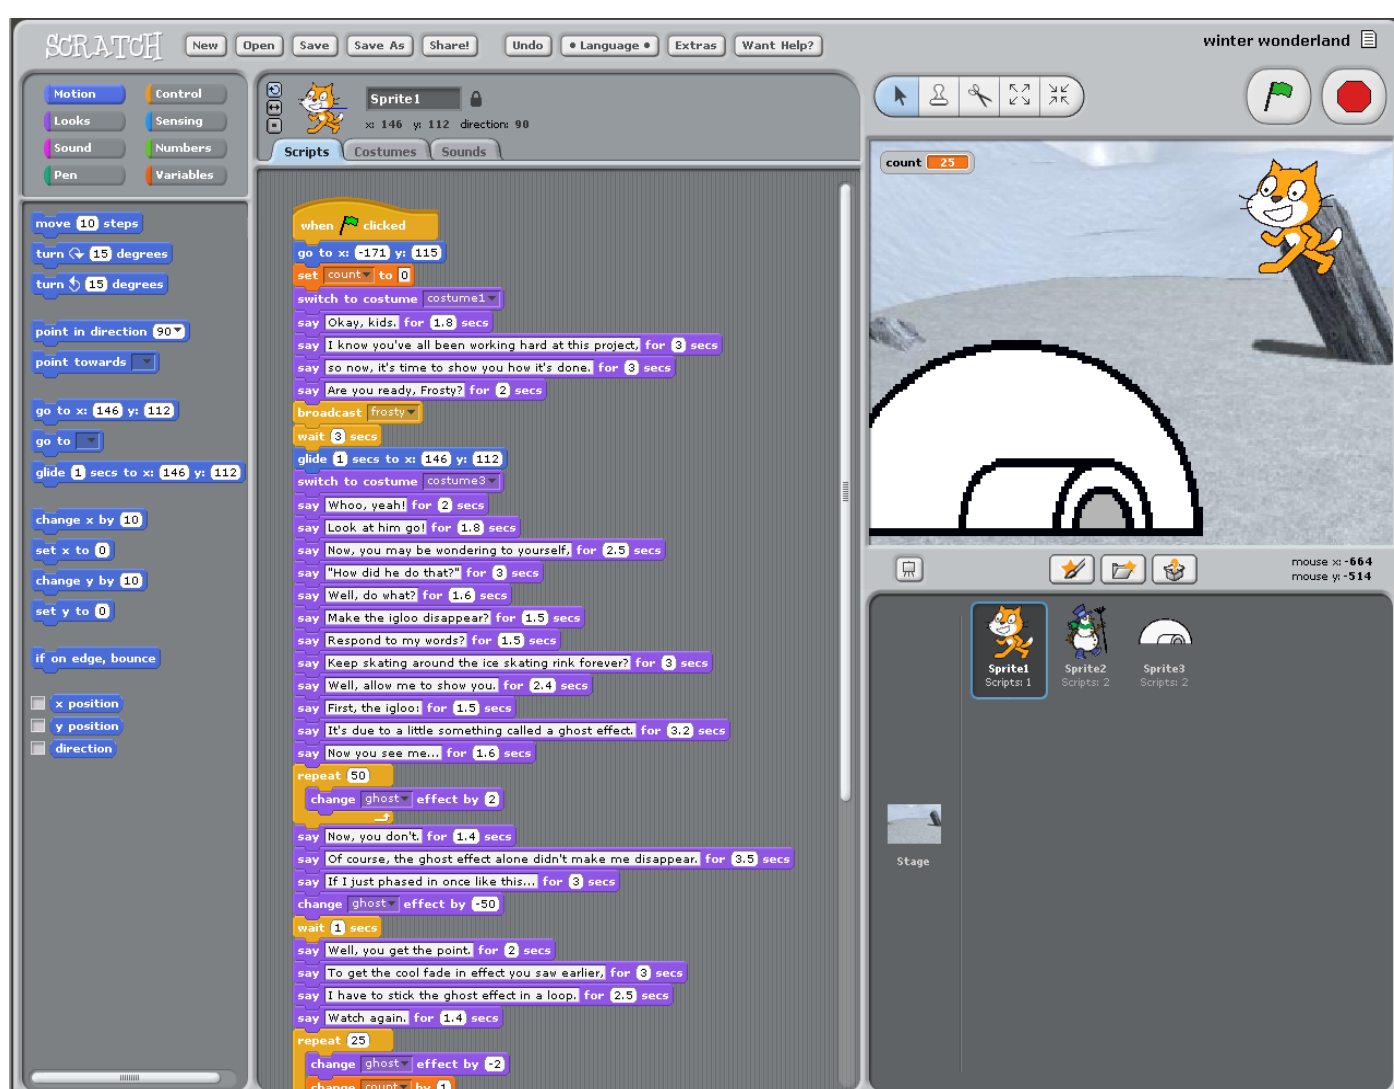 SCRATCH
New Open Save Save As Share! Undo • Language • Extras Want Help?
winter wonderland
Motion Control
Looks Sensing
Sound Numbers
Pen Variables
move 10 steps
turn 15 degrees
turn 15 degrees
point in direction 90
point towards
go to x: 146 y: 112
go to
glide 1 secs to x: 146 y: 112
change x by 10
set x to 0
change y by 10
set y to 0
if on edge, bounce
x position
y position
direction
Sprite1
x: 146 y: 112 direction: 90
Scripts Costumes Sounds
when clicked
go to x: -171 y: 115
set count to 0
switch to costume costume1
say Okay, kids. for 1.8 secs
say I know you've all been working hard at this project, for 3 secs
say so now, it's time to show you how it's done. for 3 secs
say Are you ready, Frosty? for 2 secs
broadcast frosty
wait 3 secs
glide 1 secs to x: 146 y: 112
switch to costume costume3
say Whoo, yeah! for 2 secs
say Look at him go! for 1.8 secs
say Now, you may be wondering to yourself, for 2.5 secs
say "How did he do that?" for 3 secs
say Well, do what? for 1.6 secs
say Make the igloo disappear? for 1.5 secs
say Respond to my words? for 1.5 secs
say Keep skating around the ice skating rink forever? for 3 secs
say Well, allow me to show you. for 2.4 secs
say First, the igloo: for 1.5 secs
say It's due to a little something called a ghost effect. for 3.2 secs
say Now you see me... for 1.6 secs
repeat 50
change ghost effect by 2
say Now, you don't. for 1.4 secs
say Of course, the ghost effect alone didn't make me disappear. for 3.5 secs
say If I just phased in once like this... for 3 secs
change ghost effect by -50
wait 1 secs
say Well, you get the point. for 2 secs
say To get the cool fade in effect you saw earlier, for 3 secs
say I have to stick the ghost effect in a loop. for 2.5 secs
say Watch again. for 1.4 secs
repeat 25
change ghost effect by -2
change count by 1
count 25
mouse x: -664
mouse y: -514
Sprite1 Sprite2 Sprite3
Scripts: 1 Scripts: 2 Scripts: 2
Stage